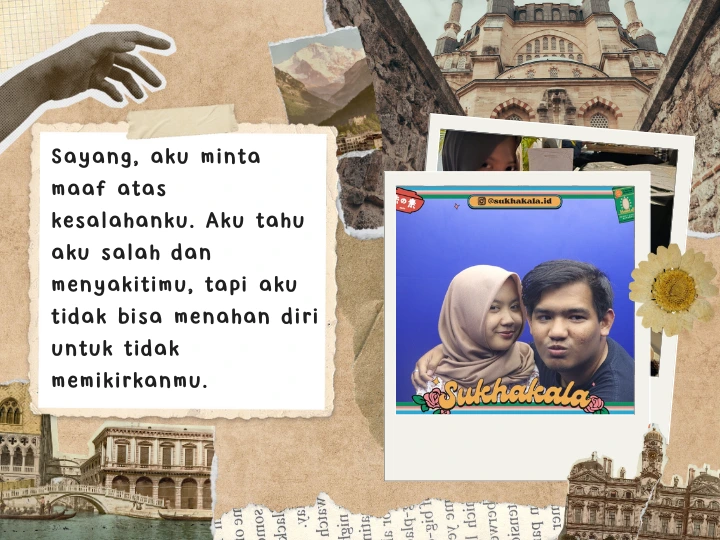 Sayang, aku minta
maaf atas
kesalahanku. Aku tahu
aku salah dan
menyakitimu, tapi aku
tidak bisa menahan diri
untuk tidak
memikirkanmu.
@sukhakala.id
Sukhakala